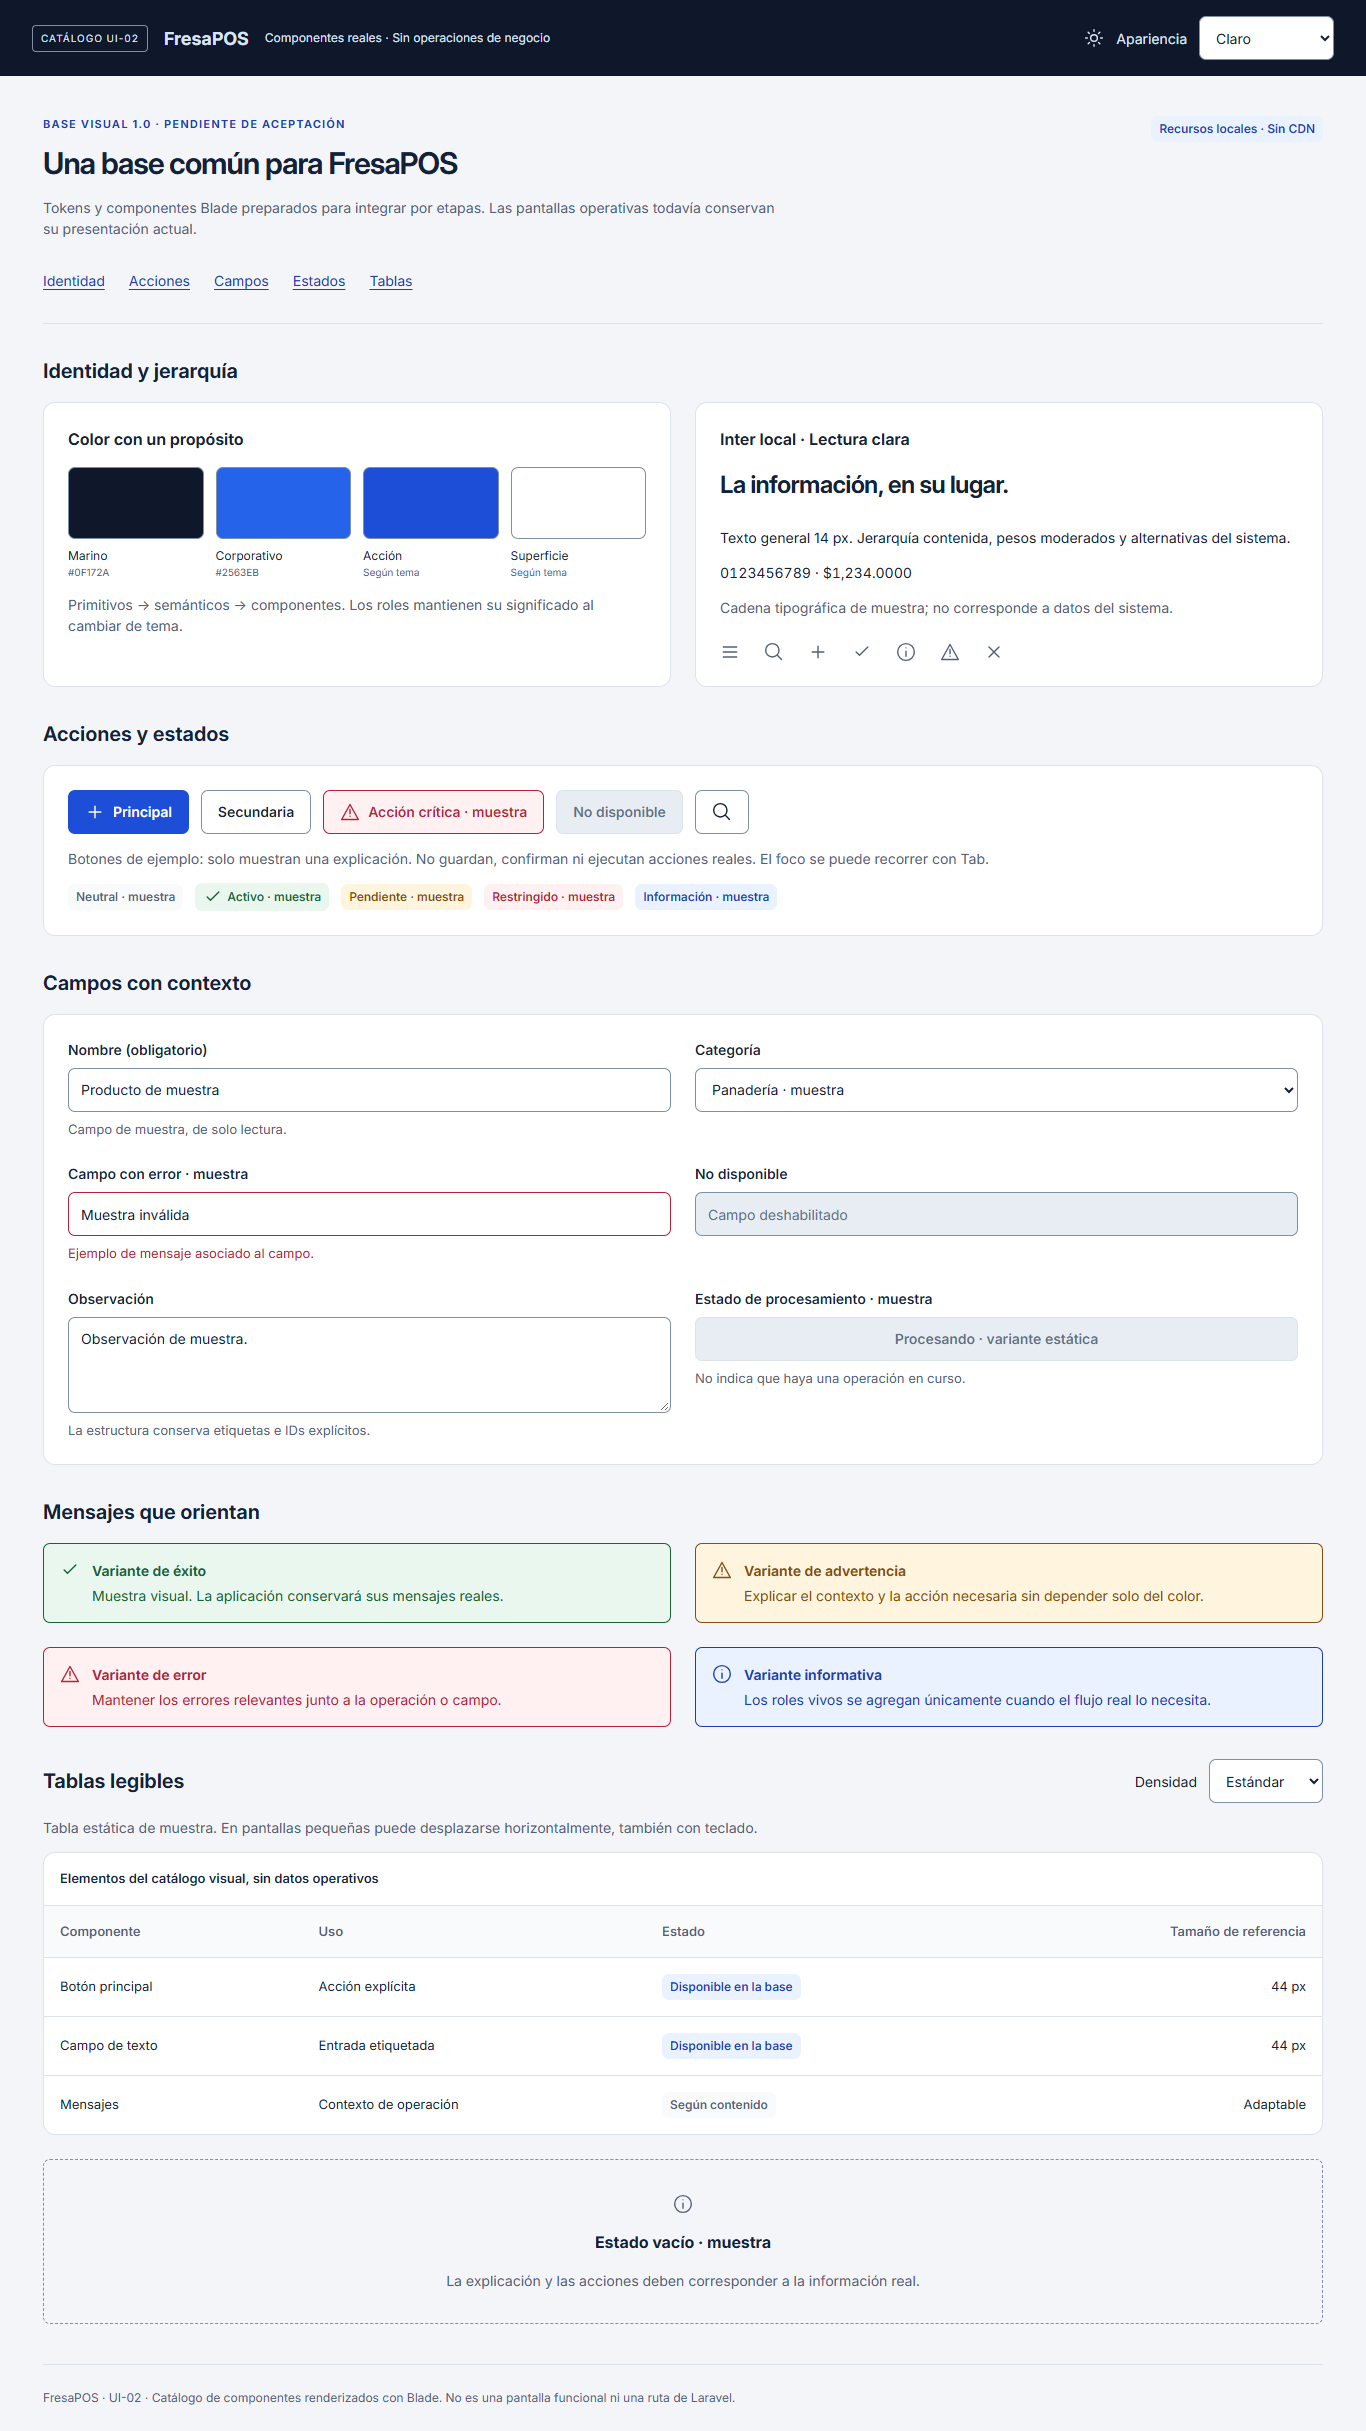 CATÁLOGO UI-02
FresaPOS
Componentes reales · Sin operaciones de negocio
Apariencia
Claro
BASE VISUAL 1.0 · PENDIENTE DE ACEPTACIÓN
Recursos locales · Sin CDN
Una base común para FresaPOS
Tokens y componentes Blade preparados para integrar por etapas. Las pantallas operativas todavía conservan
su presentación actual.
Identidad
Acciones
Campos
Estados
Tablas
Identidad y jerarquía
Color con un propósito
Marino
#0F172A
Corporativo
#2563EB
Acción
Según tema
Superficie
Según tema
Primitivos → semánticos → componentes. Los roles mantienen su significado al
cambiar de tema.
Inter local · Lectura clara
La información, en su lugar.
Texto general 14 px. Jerarquía contenida, pesos moderados y alternativas del sistema.
0123456789 · $1,234.0000
Cadena tipográfica de muestra; no corresponde a datos del sistema.
Acciones y estados
Principal
Secundaria
Acción crítica · muestra
No disponible
Botones de ejemplo: solo muestran una explicación. No guardan, confirman ni ejecutan acciones reales. El foco se puede recorrer con Tab.
Neutral · muestra
Activo · muestra
Pendiente · muestra
Restringido · muestra
Información · muestra
Campos con contexto
Nombre (obligatorio)
Producto de muestra
Campo de muestra, de solo lectura.
Categoría
Panadería · muestra
Campo con error · muestra
Muestra inválida
Ejemplo de mensaje asociado al campo.
No disponible
Campo deshabilitado
Observación
Observación de muestra.
La estructura conserva etiquetas e IDs explícitos.
Estado de procesamiento · muestra
Procesando · variante estática
No indica que haya una operación en curso.
Mensajes que orientan
Variante de éxito
Muestra visual. La aplicación conservará sus mensajes reales.
Variante de advertencia
Explicar el contexto y la acción necesaria sin depender solo del color.
Variante de error
Mantener los errores relevantes junto a la operación o campo.
Variante informativa
Los roles vivos se agregan únicamente cuando el flujo real lo necesita.
Tablas legibles
Densidad
Estándar
Tabla estática de muestra. En pantallas pequeñas puede desplazarse horizontalmente, también con teclado.
Elementos del catálogo visual, sin datos operativos
Componente
Uso
Estado
Tamaño de referencia
Botón principal
Acción explícita
Disponible en la base
44 px
Campo de texto
Entrada etiquetada
Disponible en la base
44 px
Mensajes
Contexto de operación
Según contenido
Adaptable
Estado vacío · muestra
La explicación y las acciones deben corresponder a la información real.
FresaPOS · UI-02 · Catálogo de componentes renderizados con Blade. No es una pantalla funcional ni una ruta de Laravel.